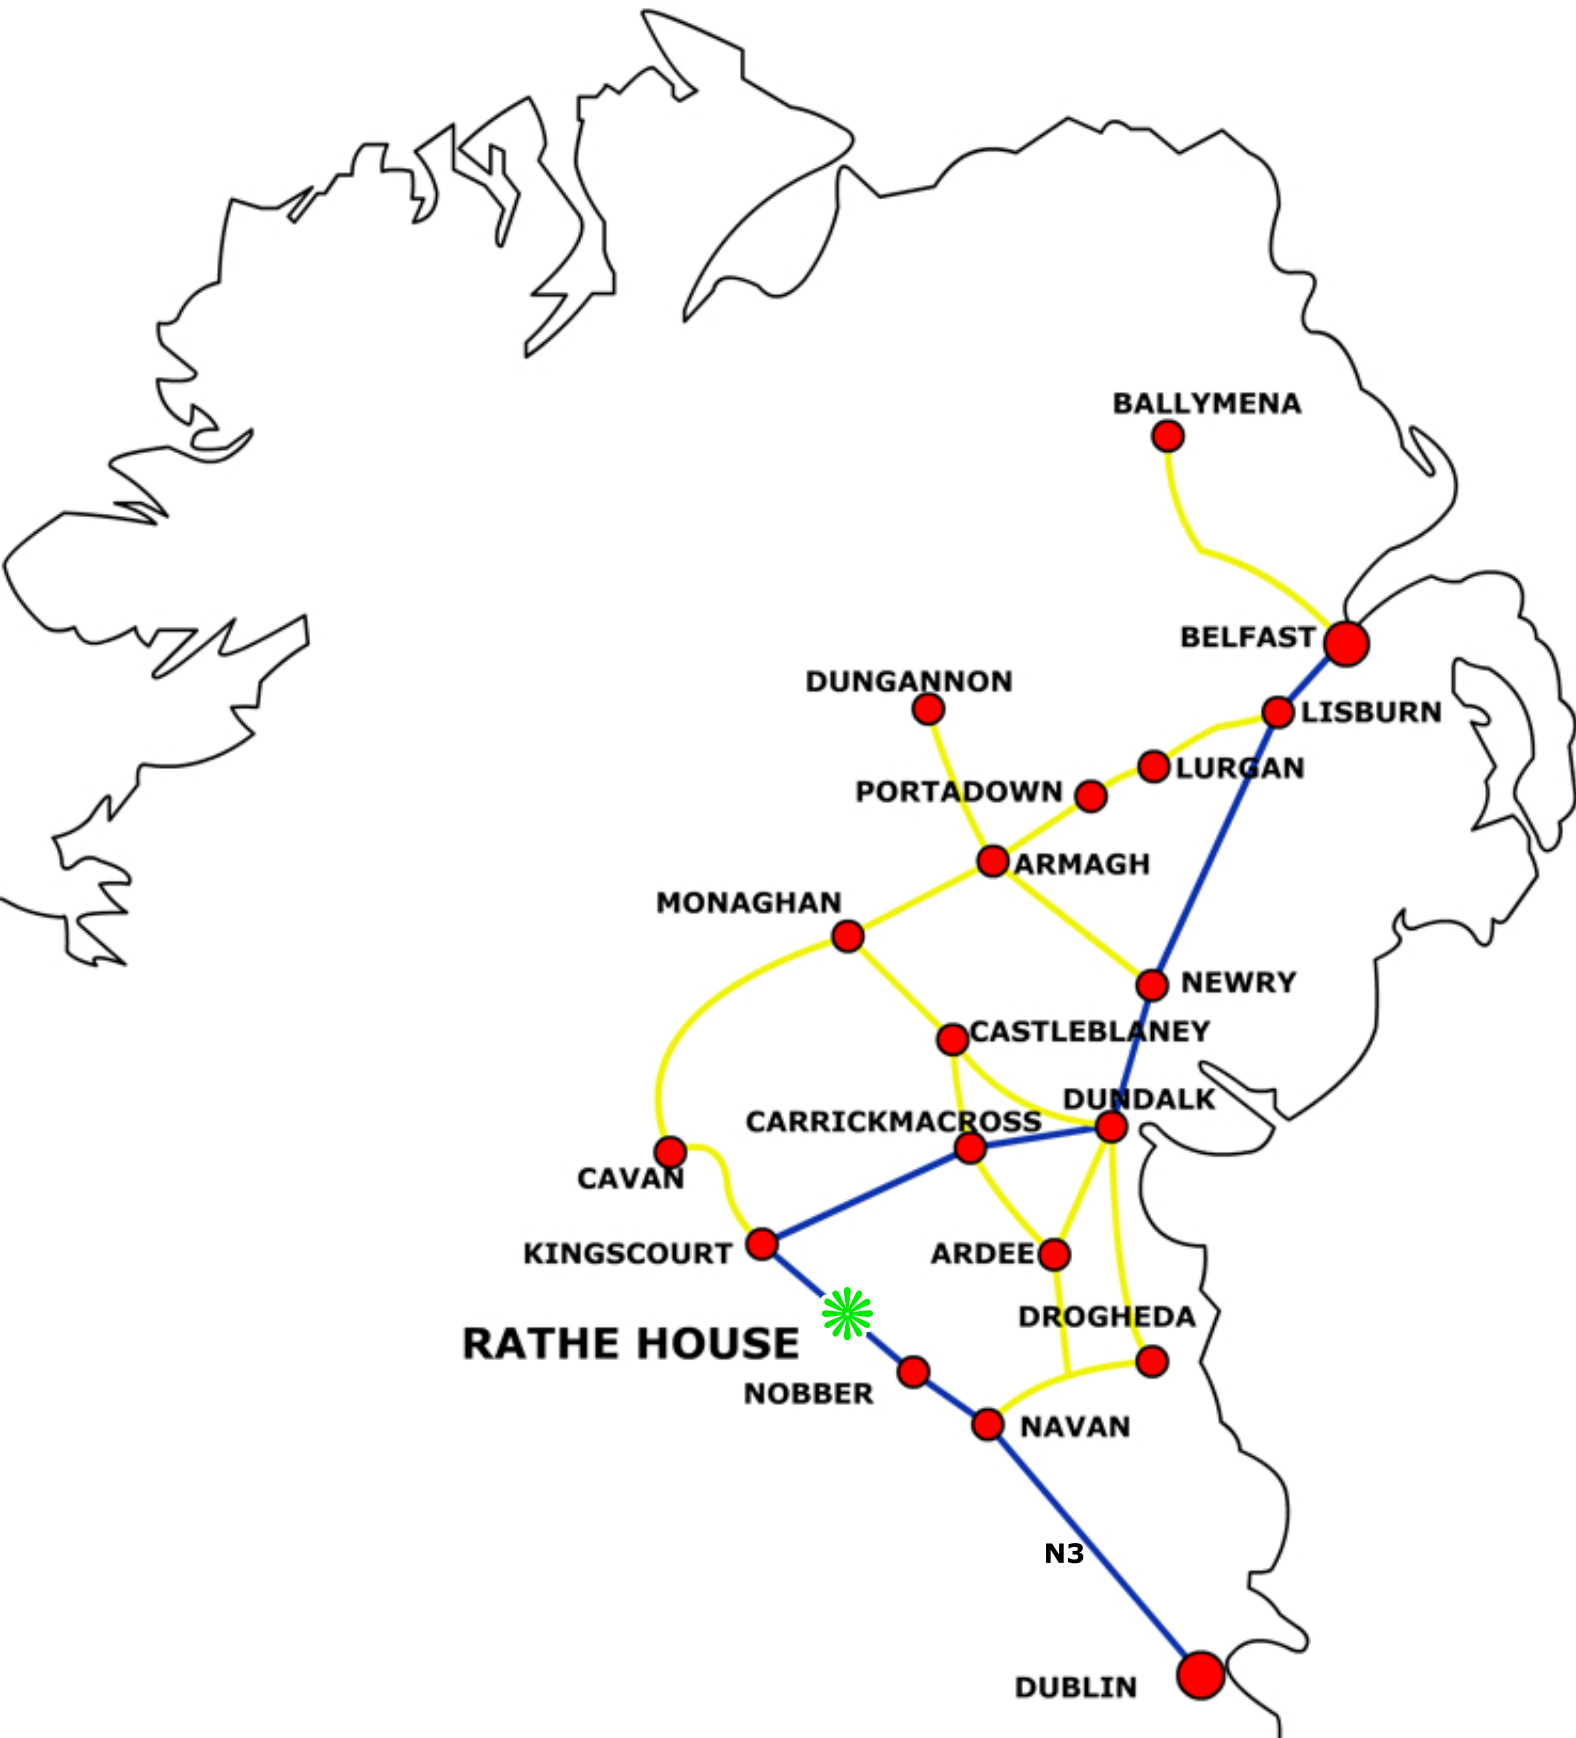 BALLYMENA
BELFAST
DUNGANNON
LISBURN
LURGAN
PORTADOWN
ARMAGH
MONAGHAN
NEWRY
CASTLEBLANEY
DUNDALK
CARRICKMACROSS
CAVAN
KINGSCOURT
ARDEE
DROGHEDA
RATHE HOUSE
NOBBER
NAVAN
N3
DUBLIN